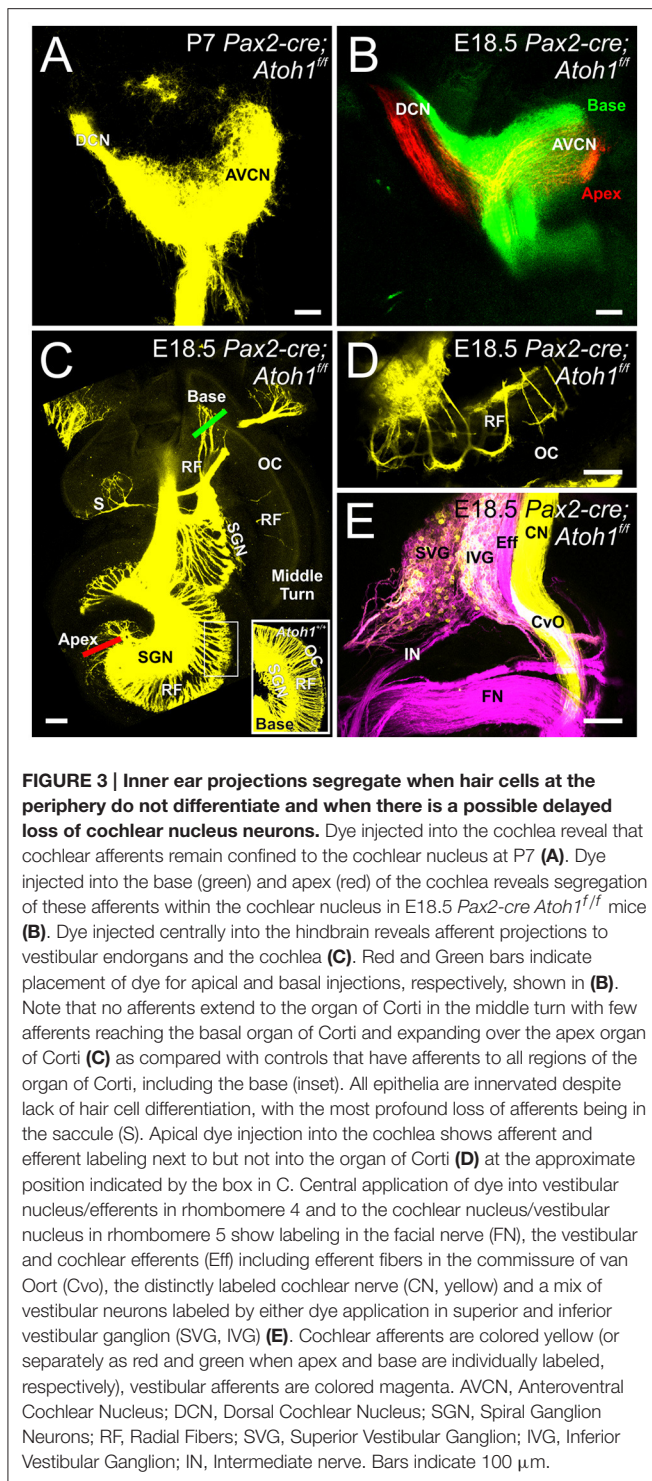 A
P7 Pax2-cre;
Atoh1f/f
DCN
AVCN
B
E18.5 Pax2-cre;
Atoh1f/f
DCN
Base
AVCN
Apex
C
E18.5 Pax2-cre;
Atoh1f/f
Base
RF
OC
S
SGN
RF
Middle
Turn
Apex
SGN
RF
Atoh1+/+
OC
SGN
RF
Base
D
E18.5 Pax2-cre;
Atoh1f/f
RF
OC
E
E18.5 Pax2-cre;
Atoh1f/f
CN
Eff
SVG
IVG
CvO
IN
FN
FIGURE 3 | Inner ear projections segregate when hair cells at the
periphery do not differentiate and when there is a possible delayed
loss of cochlear nucleus neurons. Dye injected into the cochlea reveal that
cochlear afferents remain confined to the cochlear nucleus at P7 (A). Dye
injected into the base (green) and apex (red) of the cochlea reveals segregation
of these afferents within the cochlear nucleus in E18.5 Pax2-cre Atoh1f/f mice
(B). Dye injected centrally into the hindbrain reveals afferent projections to
vestibular endorgans and the cochlea (C). Red and Green bars indicate
placement of dye for apical and basal injections, respectively, shown in (B).
Note that no afferents extend to the organ of Corti in the middle turn with few
afferents reaching the basal organ of Corti and expanding over the apex organ
of Corti (C) as compared with controls that have afferents to all regions of the
organ of Corti, including the base (inset). All epithelia are innervated despite
lack of hair cell differentiation, with the most profound loss of afferents being in
the saccule (S). Apical dye injection into the cochlea shows afferent and
efferent labeling next to but not into the organ of Corti (D) at the approximate
position indicated by the box in C. Central application of dye into vestibular
nucleus/efferents in rhombomere 4 and to the cochlear nucleus/vestibular
nucleus in rhombomere 5 show labeling in the facial nerve (FN), the vestibular
and cochlear efferents (Eff) including efferent fibers in the commissure of van
Oort (Cvo), the distinctly labeled cochlear nerve (CN, yellow) and a mix of
vestibular neurons labeled by either dye application in superior and inferior
vestibular ganglion (SVG, IVG) (E). Cochlear afferents are colored yellow (or
separately as red and green when apex and base are individually labeled,
respectively), vestibular afferents are colored magenta. AVCN, Anteroventral
Cochlear Nucleus; DCN, Dorsal Cochlear Nucleus; SGN, Spiral Ganglion
Neurons; RF, Radial Fibers; SVG, Superior Vestibular Ganglion; IVG, Inferior
Vestibular Ganglion; IN, Intermediate nerve. Bars indicate 100 μm.